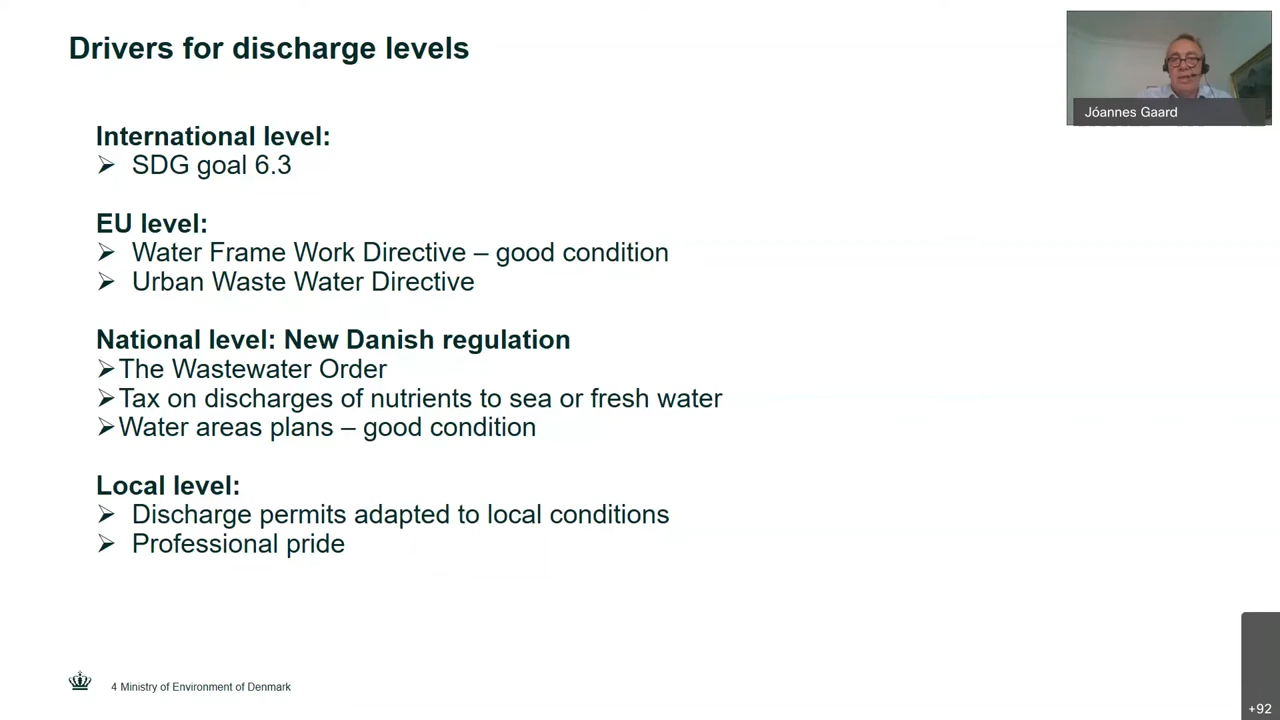 Drivers for discharge levels
Jóannes Gaard
International level:
➢ SDG goal 6.3
EU level:
➢ Water Frame Work Directive – good condition
➢ Urban Waste Water Directive
National level: New Danish regulation
➢The Wastewater Order
➢Tax on discharges of nutrients to sea or fresh water
➢Water areas plans – good condition
Local level:
➢ Discharge permits adapted to local conditions
➢ Professional pride
4 Ministry of Environment of Denmark
+92